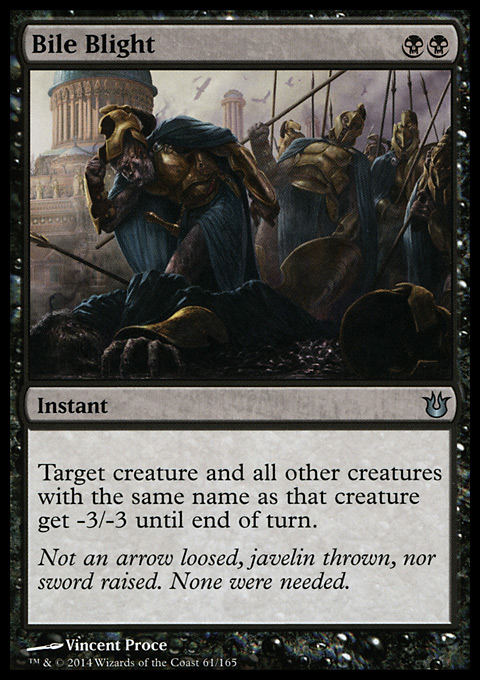 Bile Blight
Instant
Target creature and all other creatures
with the same name as that creature
get -3/-3 until end of turn.
Not an arrow loosed, javelin thrown, nor
sword raised. None were needed.
Vincent Proce
™ & © 2014 Wizards of the Coast 61/165